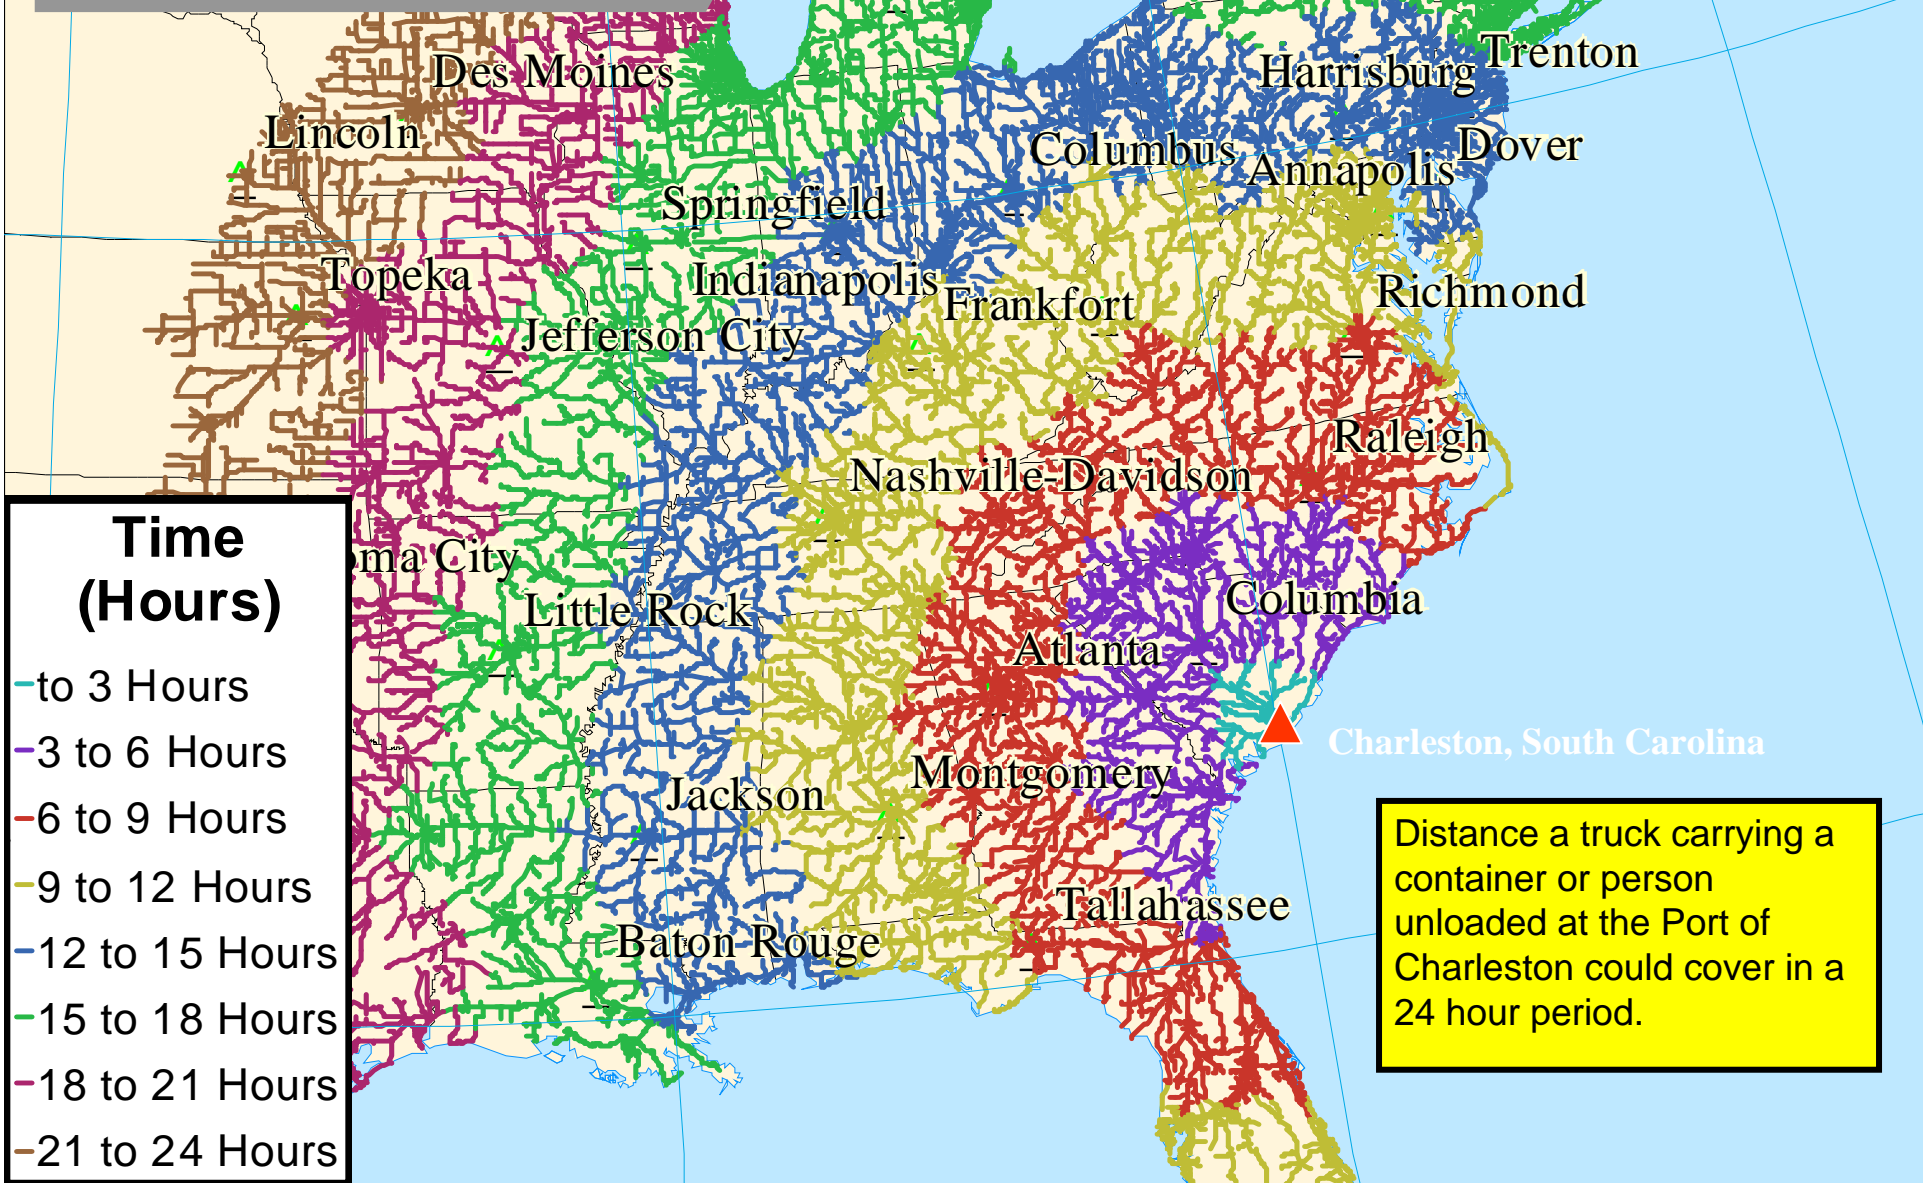 Des Moines
Harrisburg
Trenton
Lincoln
Columbus
Dover
Annapolis
Springfield
Topeka
Indianapolis
Frankfort
Richmond
Jefferson City
Raleigh
Nashville-Davidson
oma City
Little Rock
Columbia
Atlanta
Charleston, South Carolina
Montgomery
Jackson
Tallahassee
Baton Rouge
Time
(Hours)
to 3 Hours
3 to 6 Hours
6 to 9 Hours
9 to 12 Hours
12 to 15 Hours
15 to 18 Hours
18 to 21 Hours
21 to 24 Hours
Distance a truck carrying a
container or person
unloaded at the Port of
Charleston could cover in a
24 hour period.